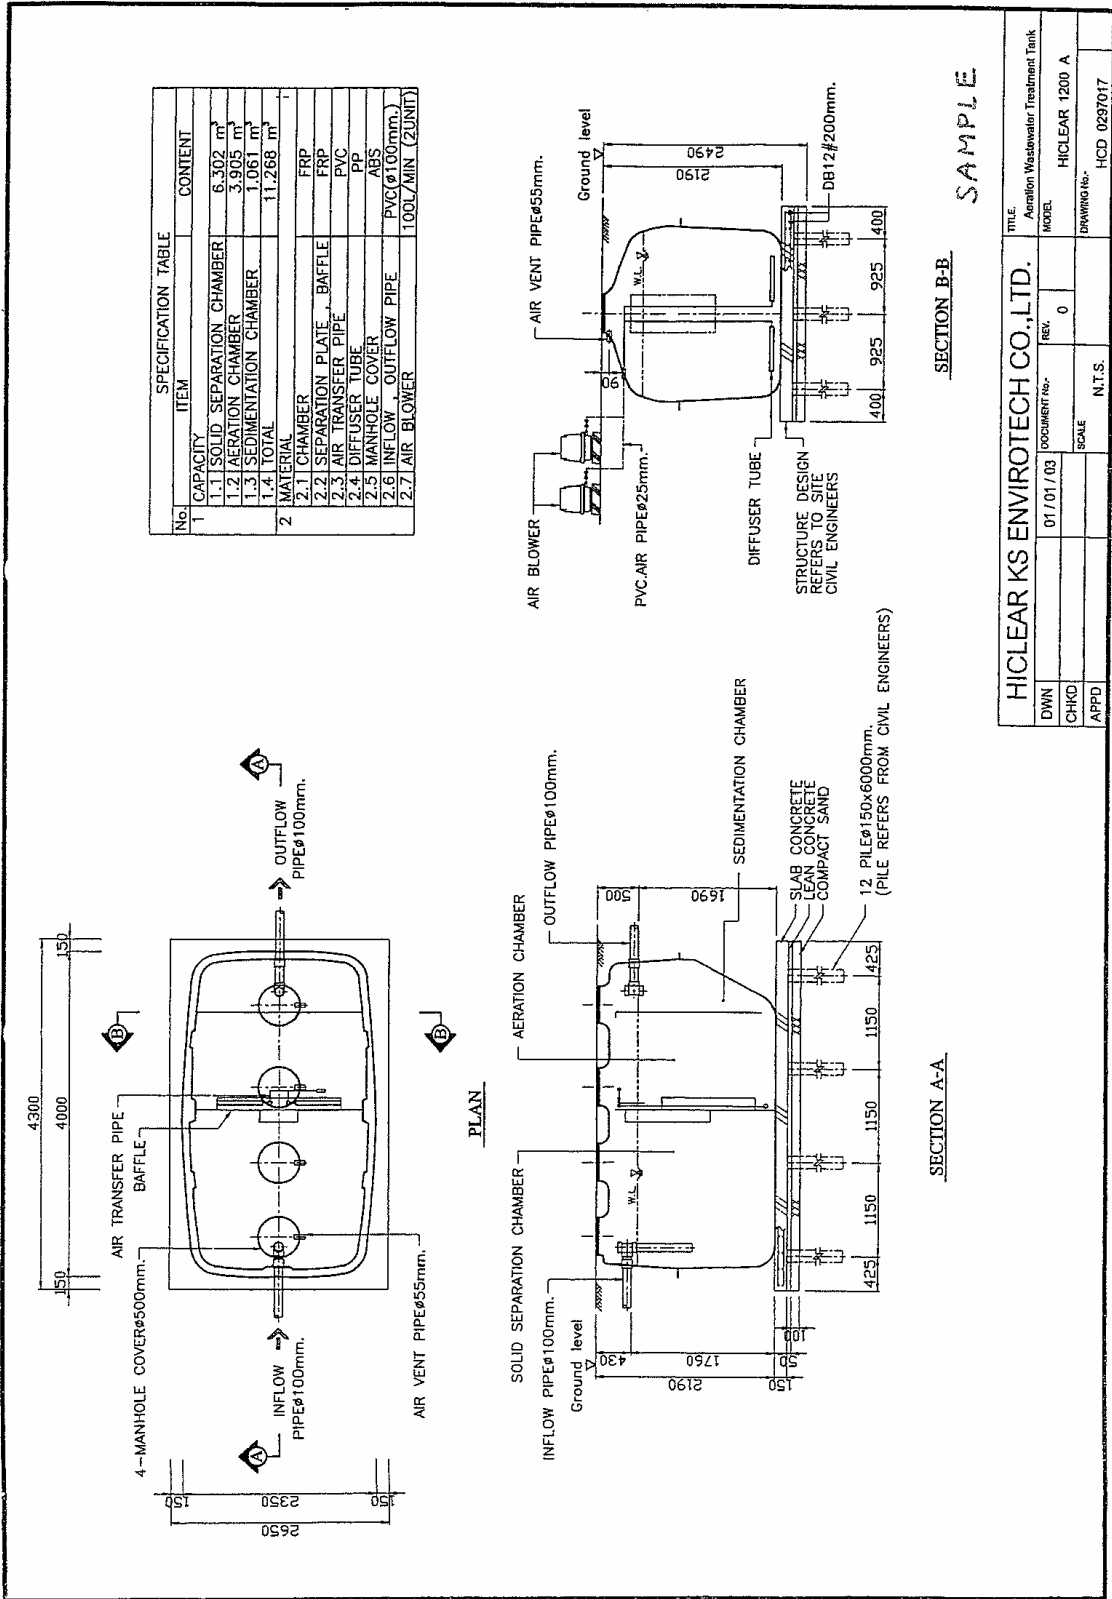 4300
150
4000
150
2650
150
2350
150
AIR TRANSFER PIPE
BAFFLE
4-MANHOLE COVERø500mm.
B
B
A
A
INFLOW
PIPEø100mm.
OUTFLOW
PIPEø100mm.
AIR VENT PIPEø55mm.
PLAN
SPECIFICATION TABLE
No. ITEM CONTENT
1 CAPACITY
1.1 SOLID SEPARATION CHAMBER 6.302 m³
1.2 AERATION CHAMBER 3.905 m³
1.3 SEDIMENTATION CHAMBER 1.061 m³
1.4 TOTAL 11.268 m³
2 MATERIAL
2.1 CHAMBER FRP
2.2 SEPARATION PLATE , BAFFLE FRP
2.3 AIR TRANSFER PIPE PVC
2.4 DIFFUSER TUBE PP
2.5 MANHOLE COVER ABS
2.6 INFLOW , OUTFLOW PIPE PVC(ø100mm.)
2.7 AIR BLOWER 100L/MIN (2UNIT)
SOLID SEPARATION CHAMBER
AERATION CHAMBER
INFLOW PIPEø100mm.
OUTFLOW PIPEø100mm.
Ground level
W.L.
SEDIMENTATION CHAMBER
430
1760
2190
50
150
100
500
1690
SLAB CONCRETE
LEAN CONCRETE
COMPACT SAND
12 PILEø150x6000mm.
(PILE REFERS FROM CIVIL ENGINEERS)
425
1150
1150
1150
425
SECTION A-A
AIR BLOWER
AIR VENT PIPEø55mm.
Ground level
PVC.AIR PIPEø25mm.
90
W.L.
2190
2490
DIFFUSER TUBE
STRUCTURE DESIGN
REFERS TO SITE
CIVIL ENGINEERS
DB12#200mm.
400
925
925
400
SECTION B-B
SAMPLE
HICLEAR KS ENVIROTECH CO.,LTD.
TITLE.
Aeration Wastewater Treatment Tank
DWN
01 / 01 / 03
DOCUMENT No.-
REV.
0
MODEL.
HICLEAR 1200 A
CHKD
APPD
SCALE
N.T.S.
DRAWING No.-
HCD 0297017